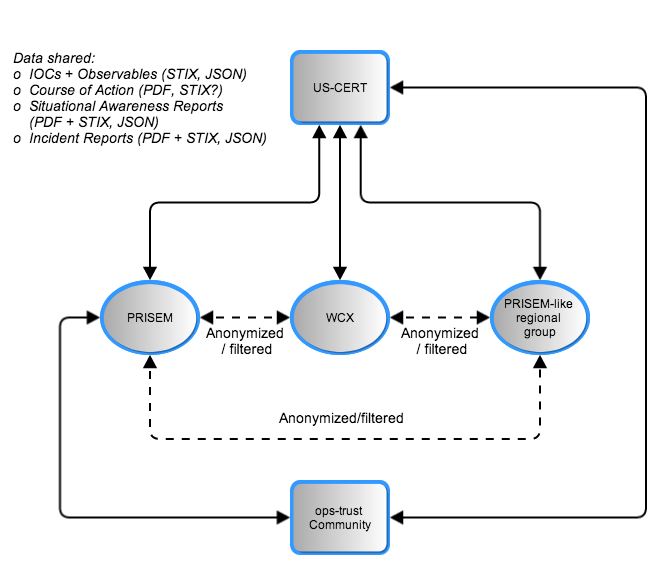 Data shared:
o IOCs + Observables (STIX, JSON)
o Course of Action (PDF, STIX?)
o Situational Awareness Reports
(PDF + STIX, JSON)
o Incident Reports (PDF + STIX, JSON)
US-CERT
PRISEM
WCX
PRISEM-like
regional
group
Anonymized
/ filtered
Anonymized
/ filtered
Anonymized/filtered
ops-trust
Community